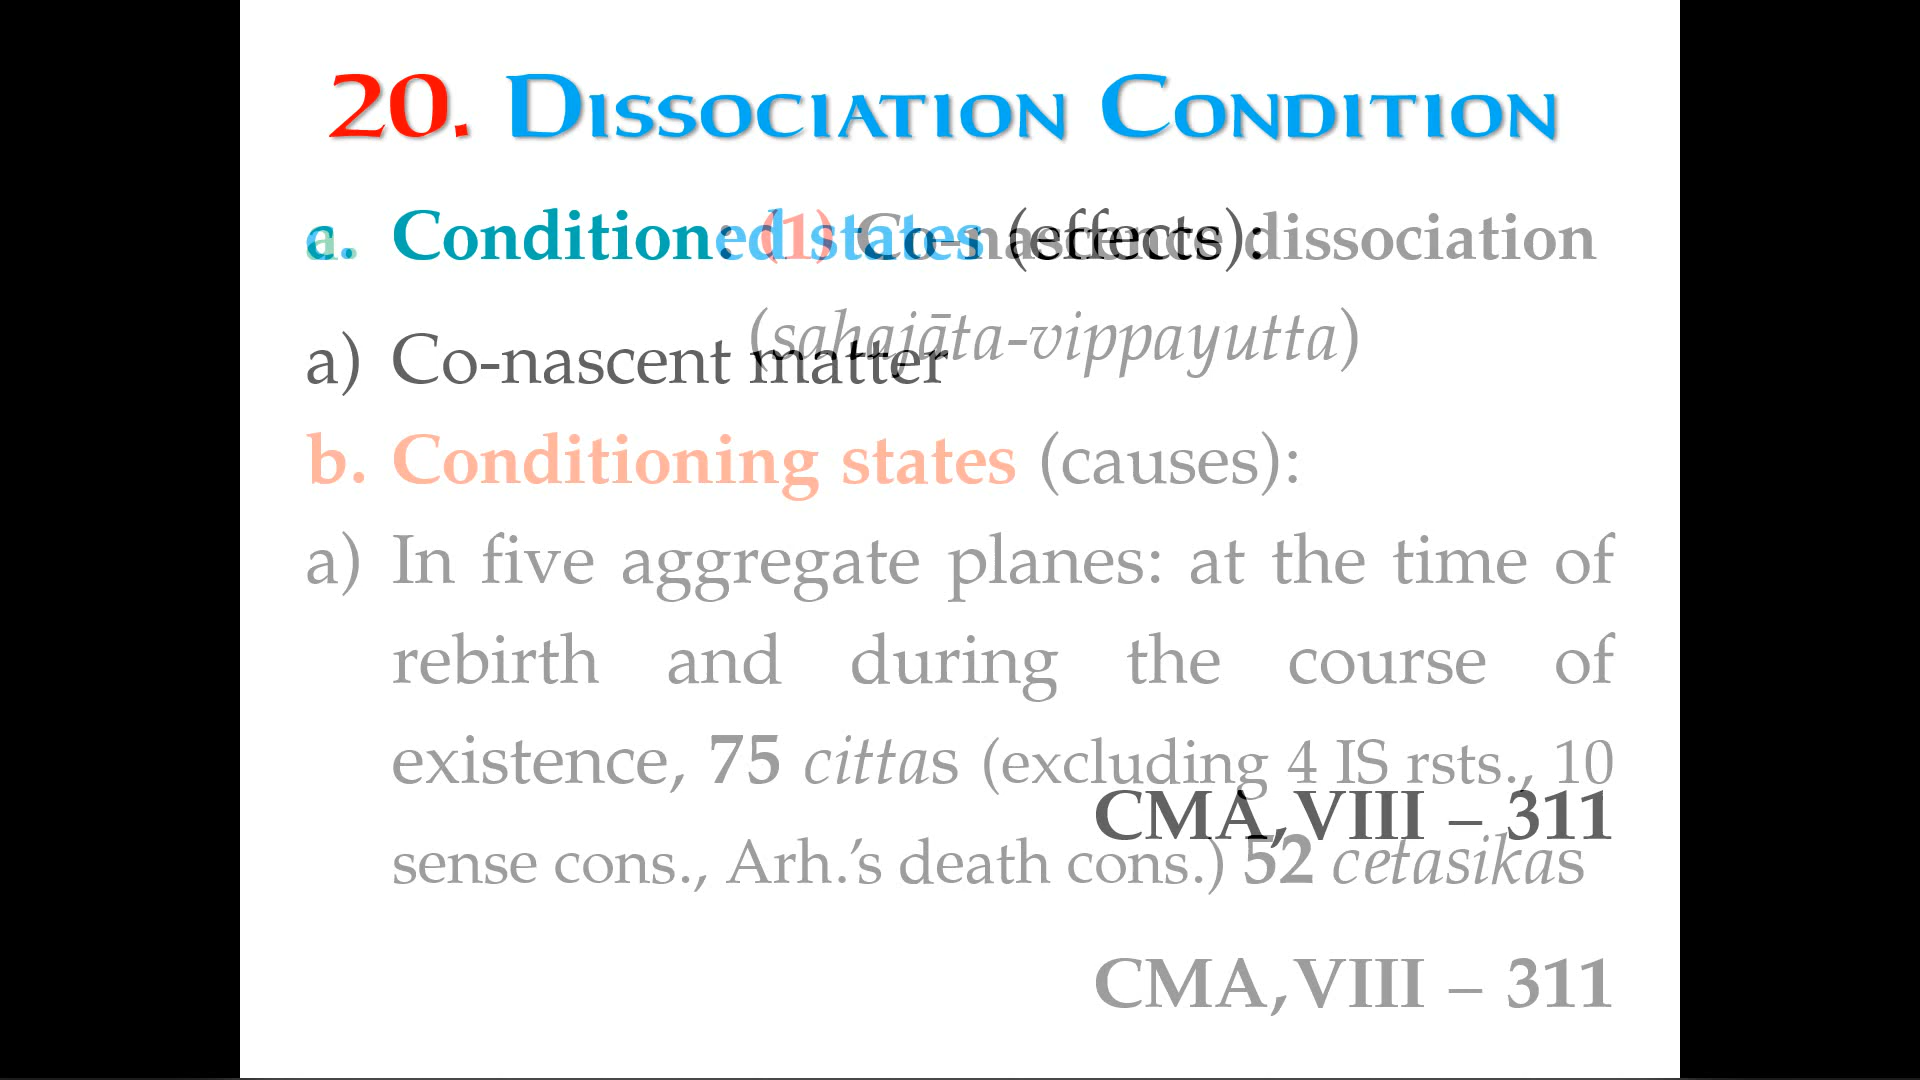 20. Dissociation Condition
a. Condition: (1) Co-nascence dissociation
(sahajāta-vippayutta)
b. Conditioning states (causes):
a) In five aggregate planes: at the time of
rebirth and during the course of
existence, 75 cittas (excluding 4 IS rsts., 10
sense cons., Arh.’s death cons.) 52 cetasikas
CMA, VIII – 311
c. Conditioned states (effects):
a) Co-nascent matter
CMA, VIII – 311